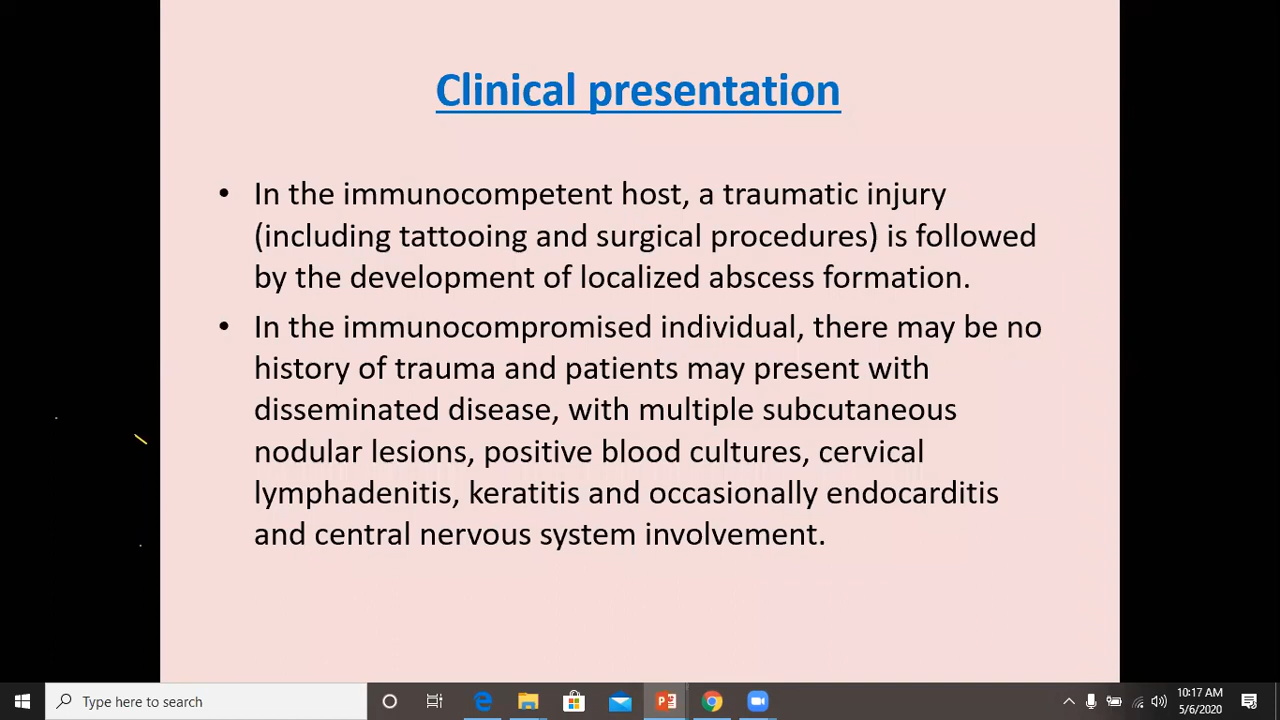 Clinical presentation
• In the immunocompetent host, a traumatic injury
(including tattooing and surgical procedures) is followed
by the development of localized abscess formation.
• In the immunocompromised individual, there may be no
history of trauma and patients may present with
disseminated disease, with multiple subcutaneous
nodular lesions, positive blood cultures, cervical
lymphadenitis, keratitis and occasionally endocarditis
and central nervous system involvement.
Type here to search
10:17 AM
5/6/2020